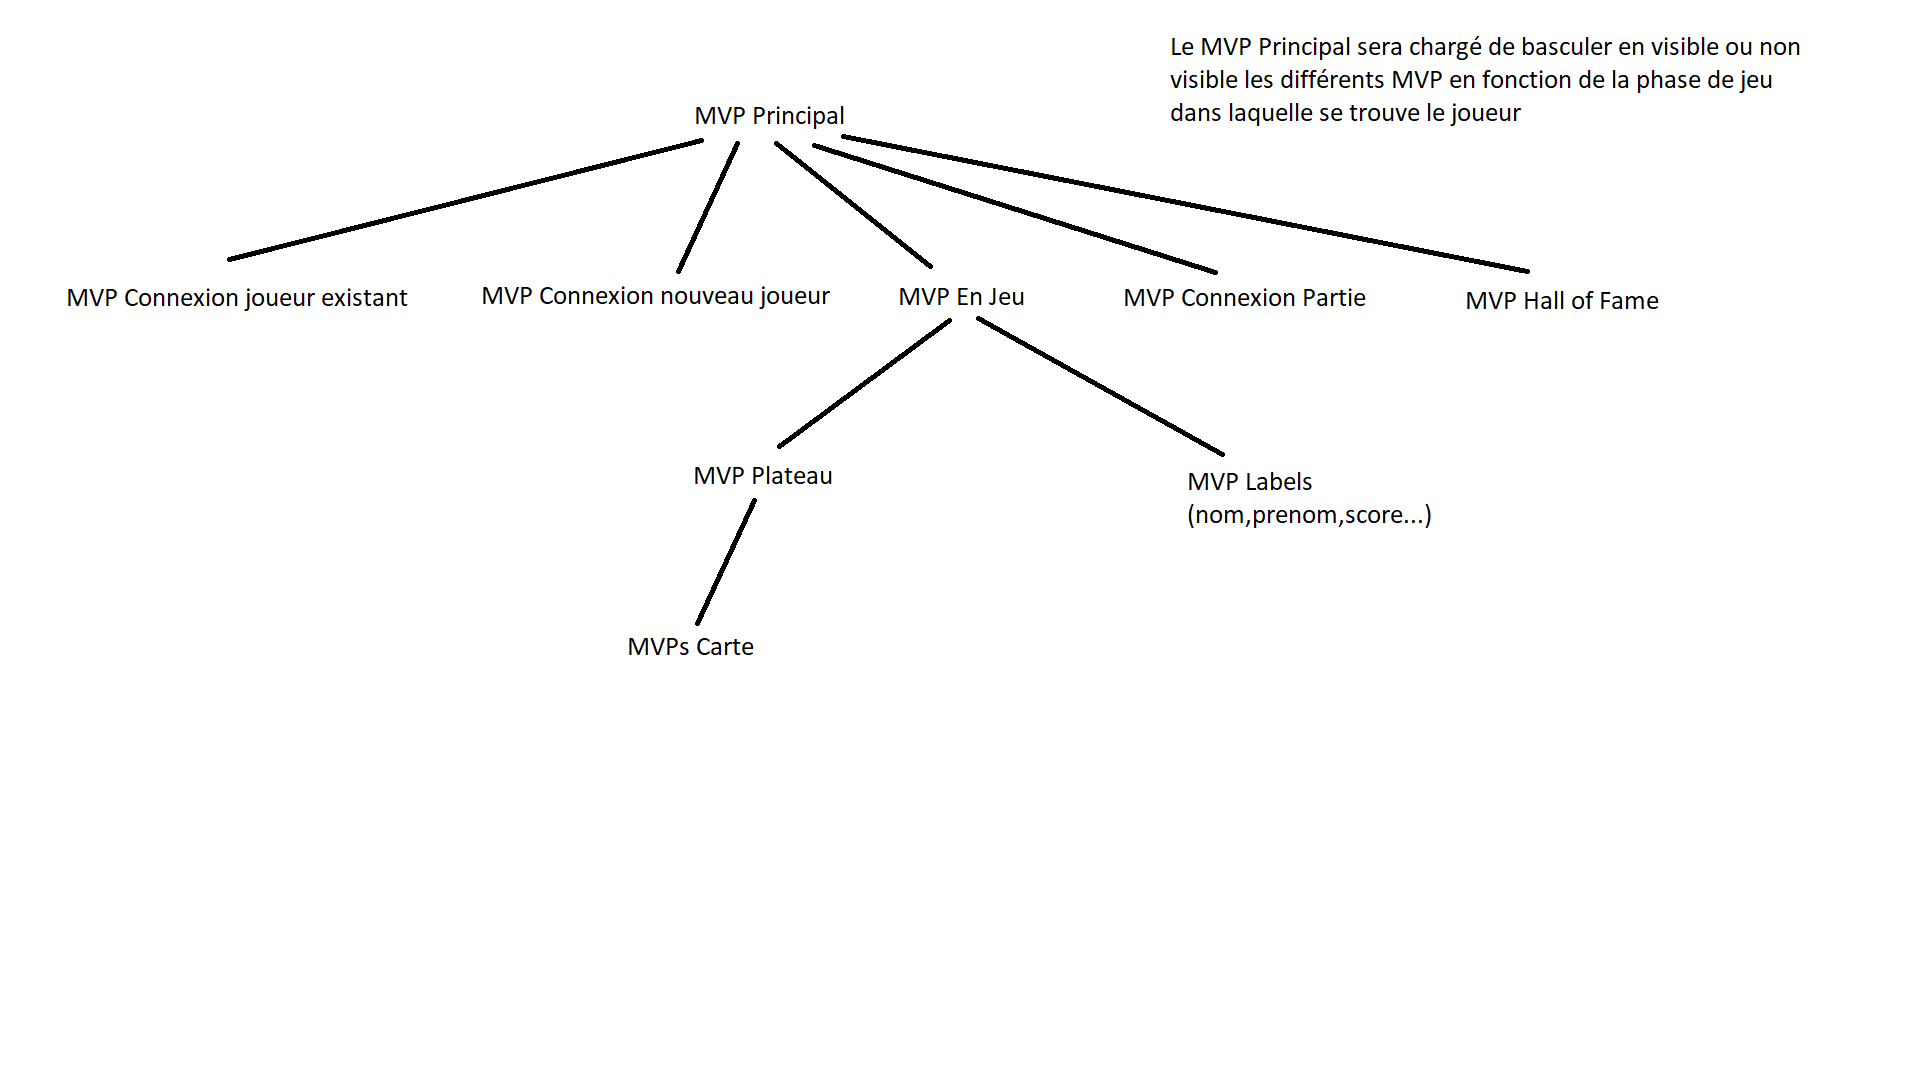 Le MVP Principal sera chargé de basculer en visible ou non
visible les différents MVP en fonction de la phase de jeu
dans laquelle se trouve le joueur
MVP Principal
MVP Connexion joueur existant
MVP Connexion nouveau joueur
MVP En Jeu
MVP Connexion Partie
MVP Hall of Fame
MVP Plateau
MVP Labels
(nom,prenom,score...)
MVPs Carte